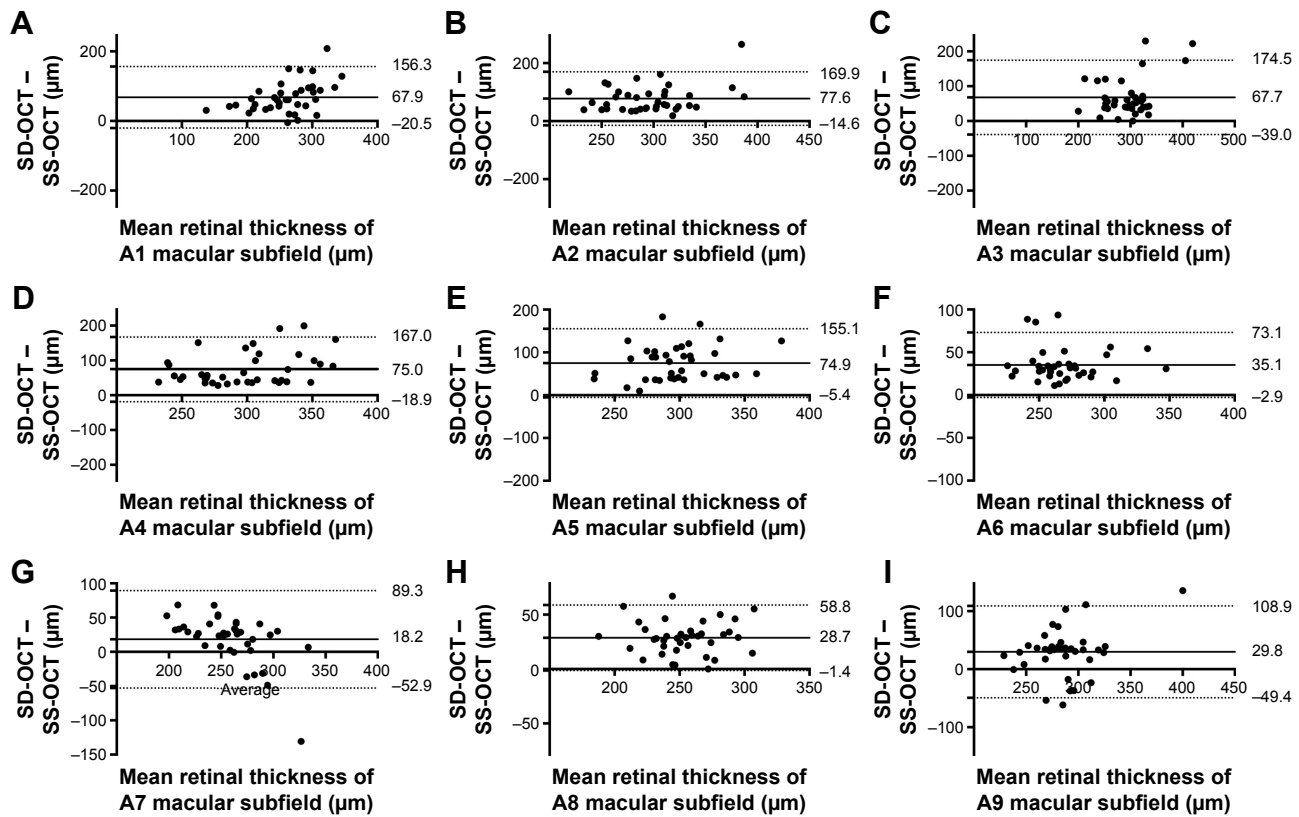 A
SD-OCT –
SS-OCT (µm)
200
100
0
–200
100
200
300
400
156.3
67.9
–20.5
Mean retinal thickness of
A1 macular subfield (µm)
B
SD-OCT –
SS-OCT (µm)
200
100
0
–200
250
300
350
400
450
169.9
77.6
–14.6
Mean retinal thickness of
A2 macular subfield (µm)
C
SD-OCT –
SS-OCT (µm)
200
100
0
–100
–200
100
200
300
400
500
174.5
67.7
–39.0
Mean retinal thickness of
A3 macular subfield (µm)
D
SD-OCT –
SS-OCT (µm)
200
100
0
–100
–200
250
300
350
400
167.0
75.0
–18.9
Mean retinal thickness of
A4 macular subfield (µm)
E
SD-OCT –
SS-OCT (µm)
200
100
0
–100
–200
250
300
350
400
155.1
74.9
–5.4
Mean retinal thickness of
A5 macular subfield (µm)
F
SD-OCT –
SS-OCT (µm)
100
50
0
–50
–100
250
300
350
400
73.1
35.1
–2.9
Mean retinal thickness of
A6 macular subfield (µm)
G
SD-OCT –
SS-OCT (µm)
100
50
0
–50
–100
–150
200
250
300
350
400
Average
89.3
18.2
–52.9
Mean retinal thickness of
A7 macular subfield (µm)
H
SD-OCT –
SS-OCT (µm)
50
0
–50
200
250
300
350
58.8
28.7
–1.4
Mean retinal thickness of
A8 macular subfield (µm)
I
SD-OCT –
SS-OCT (µm)
100
0
–100
250
300
350
400
450
108.9
29.8
–49.4
Mean retinal thickness of
A9 macular subfield (µm)